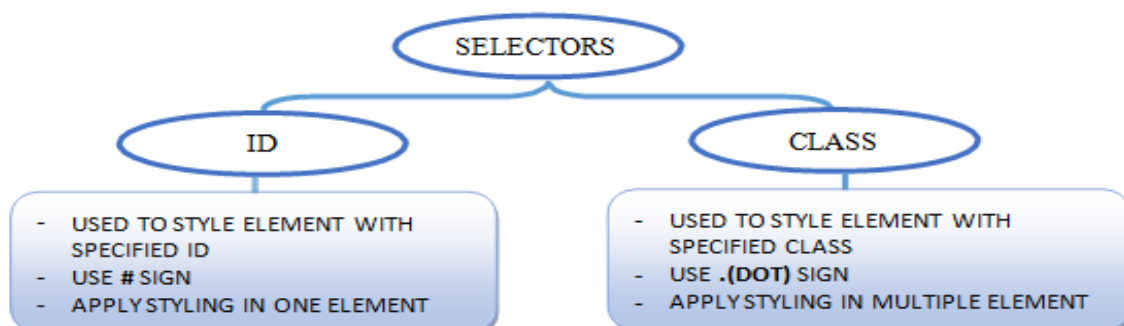 SELECTORS
ID
- USED TO STYLE ELEMENT WITH
SPECIFIED ID
- USE # SIGN
- APPLY STYLING IN ONE ELEMENT
CLASS
- USED TO STYLE ELEMENT WITH
SPECIFIED CLASS
- USE .(DOT) SIGN
- APPLY STYLING IN MULTIPLE ELEMENT